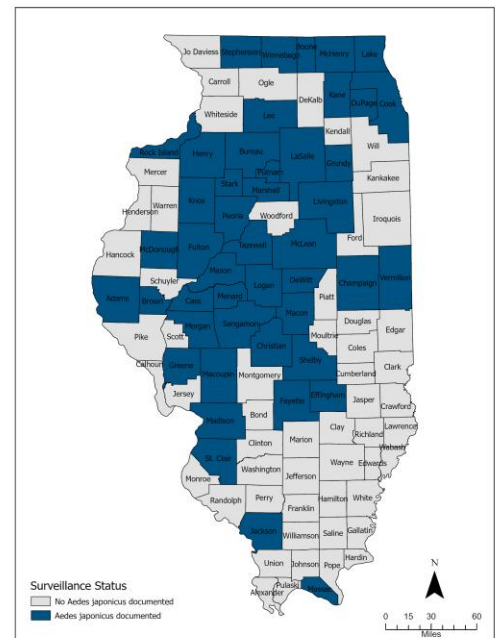 Jo Daviess
Stephenson
Winnebago
Boone
McHenry
Lake
Carroll
Ogle
DeKalb
Kane
DuPage
Cook
Whiteside
Lee
Kendall
Will
Rock Island
Henry
Bureau
LaSalle
Grundy
Mercer
Putnam
Kankakee
Henderson
Warren
Knox
Stark
Marshall
Livingston
Peoria
Woodford
Iroquois
Hancock
McDonough
Fulton
Tazewell
McLean
Ford
Schuyler
Mason
Adams
Brown
Cass
Menard
Logan
DeWitt
Piatt
Champaign
Vermilion
Macon
Morgan
Sangamon
Douglas
Edgar
Pike
Scott
Christian
Moultrie
Coles
Calhoun
Greene
Macoupin
Shelby
Cumberland
Clark
Jersey
Montgomery
Fayette
Effingham
Jasper
Crawford
Madison
Bond
Clay
Richland
Lawrence
Clinton
Marion
Wabash
St. Clair
Wayne
Edwards
Monroe
Washington
Jefferson
Randolph
Perry
Hamilton
White
Franklin
Jackson
Williamson
Saline
Gallatin
Union
Johnson
Pope
Hardin
Alexander
Pulaski
Massac
Surveillance Status
No Aedes japonicus documented
Aedes japonicus documented
N
0 15 30 60
Miles